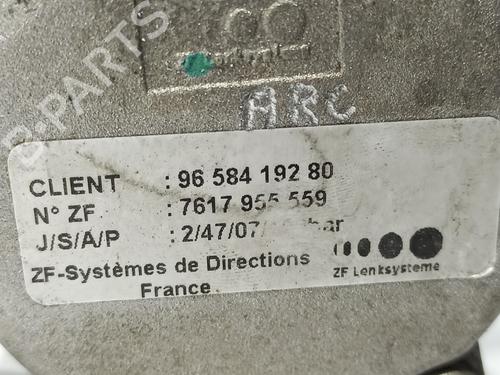 B-PARTS
ARC
CLIENT : 96 584 192 80
N° ZF : 7617 955 559
J/S/A/P : 2/47/07/ bar
ZF-Systèmes de Directions
France
ZF Lenksysteme